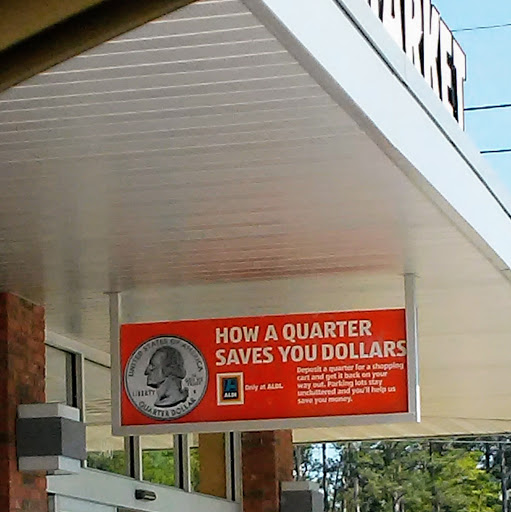 MARKET
HOW A QUARTER
SAVES YOU DOLLARS
Deposit a quarter for a shopping
cart and get it back on your
way out. Parking lots stay
uncluttered and you'll help us
save you money.
ALDI
Only at ALDI.
UNITED STATES OF AMERICA
LIBERTY
QUARTER DOLLAR